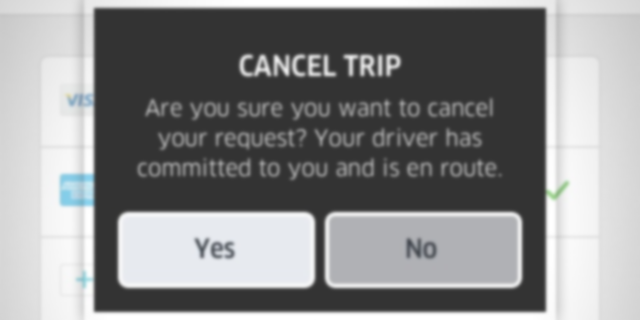 CANCEL TRIP
Are you sure you want to cancel
your request? Your driver has
committed to you and is en route.
Yes
No
VIS